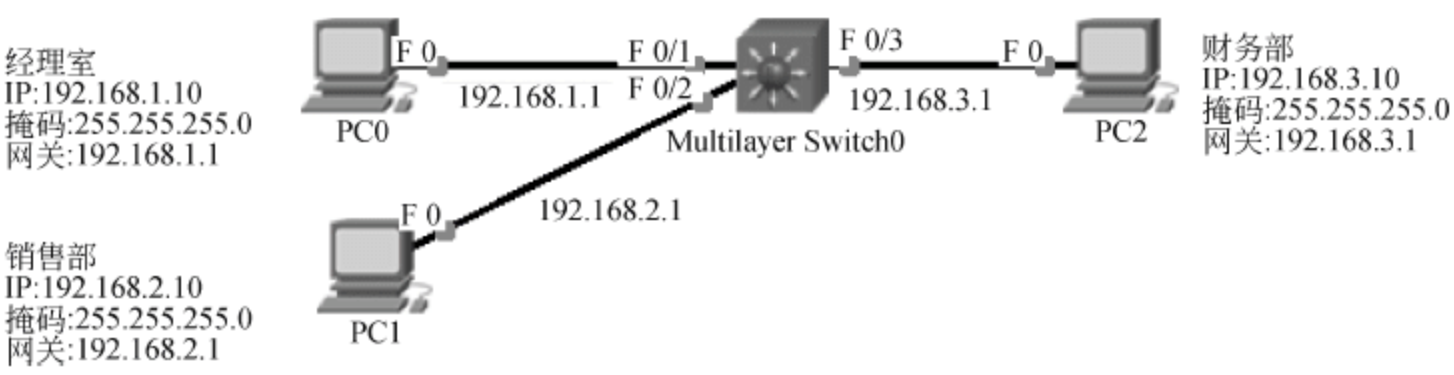 经理室
IP:192.168.1.10
掩码:255.255.255.0
网关:192.168.1.1
F 0
PC0
192.168.1.1
F 0/1
F 0/2
Multilayer Switch0
F 0/3
192.168.3.1
F 0
PC2
财务部
IP:192.168.3.10
掩码:255.255.255.0
网关:192.168.3.1
销售部
IP:192.168.2.10
掩码:255.255.255.0
网关:192.168.2.1
F 0
PC1
192.168.2.1